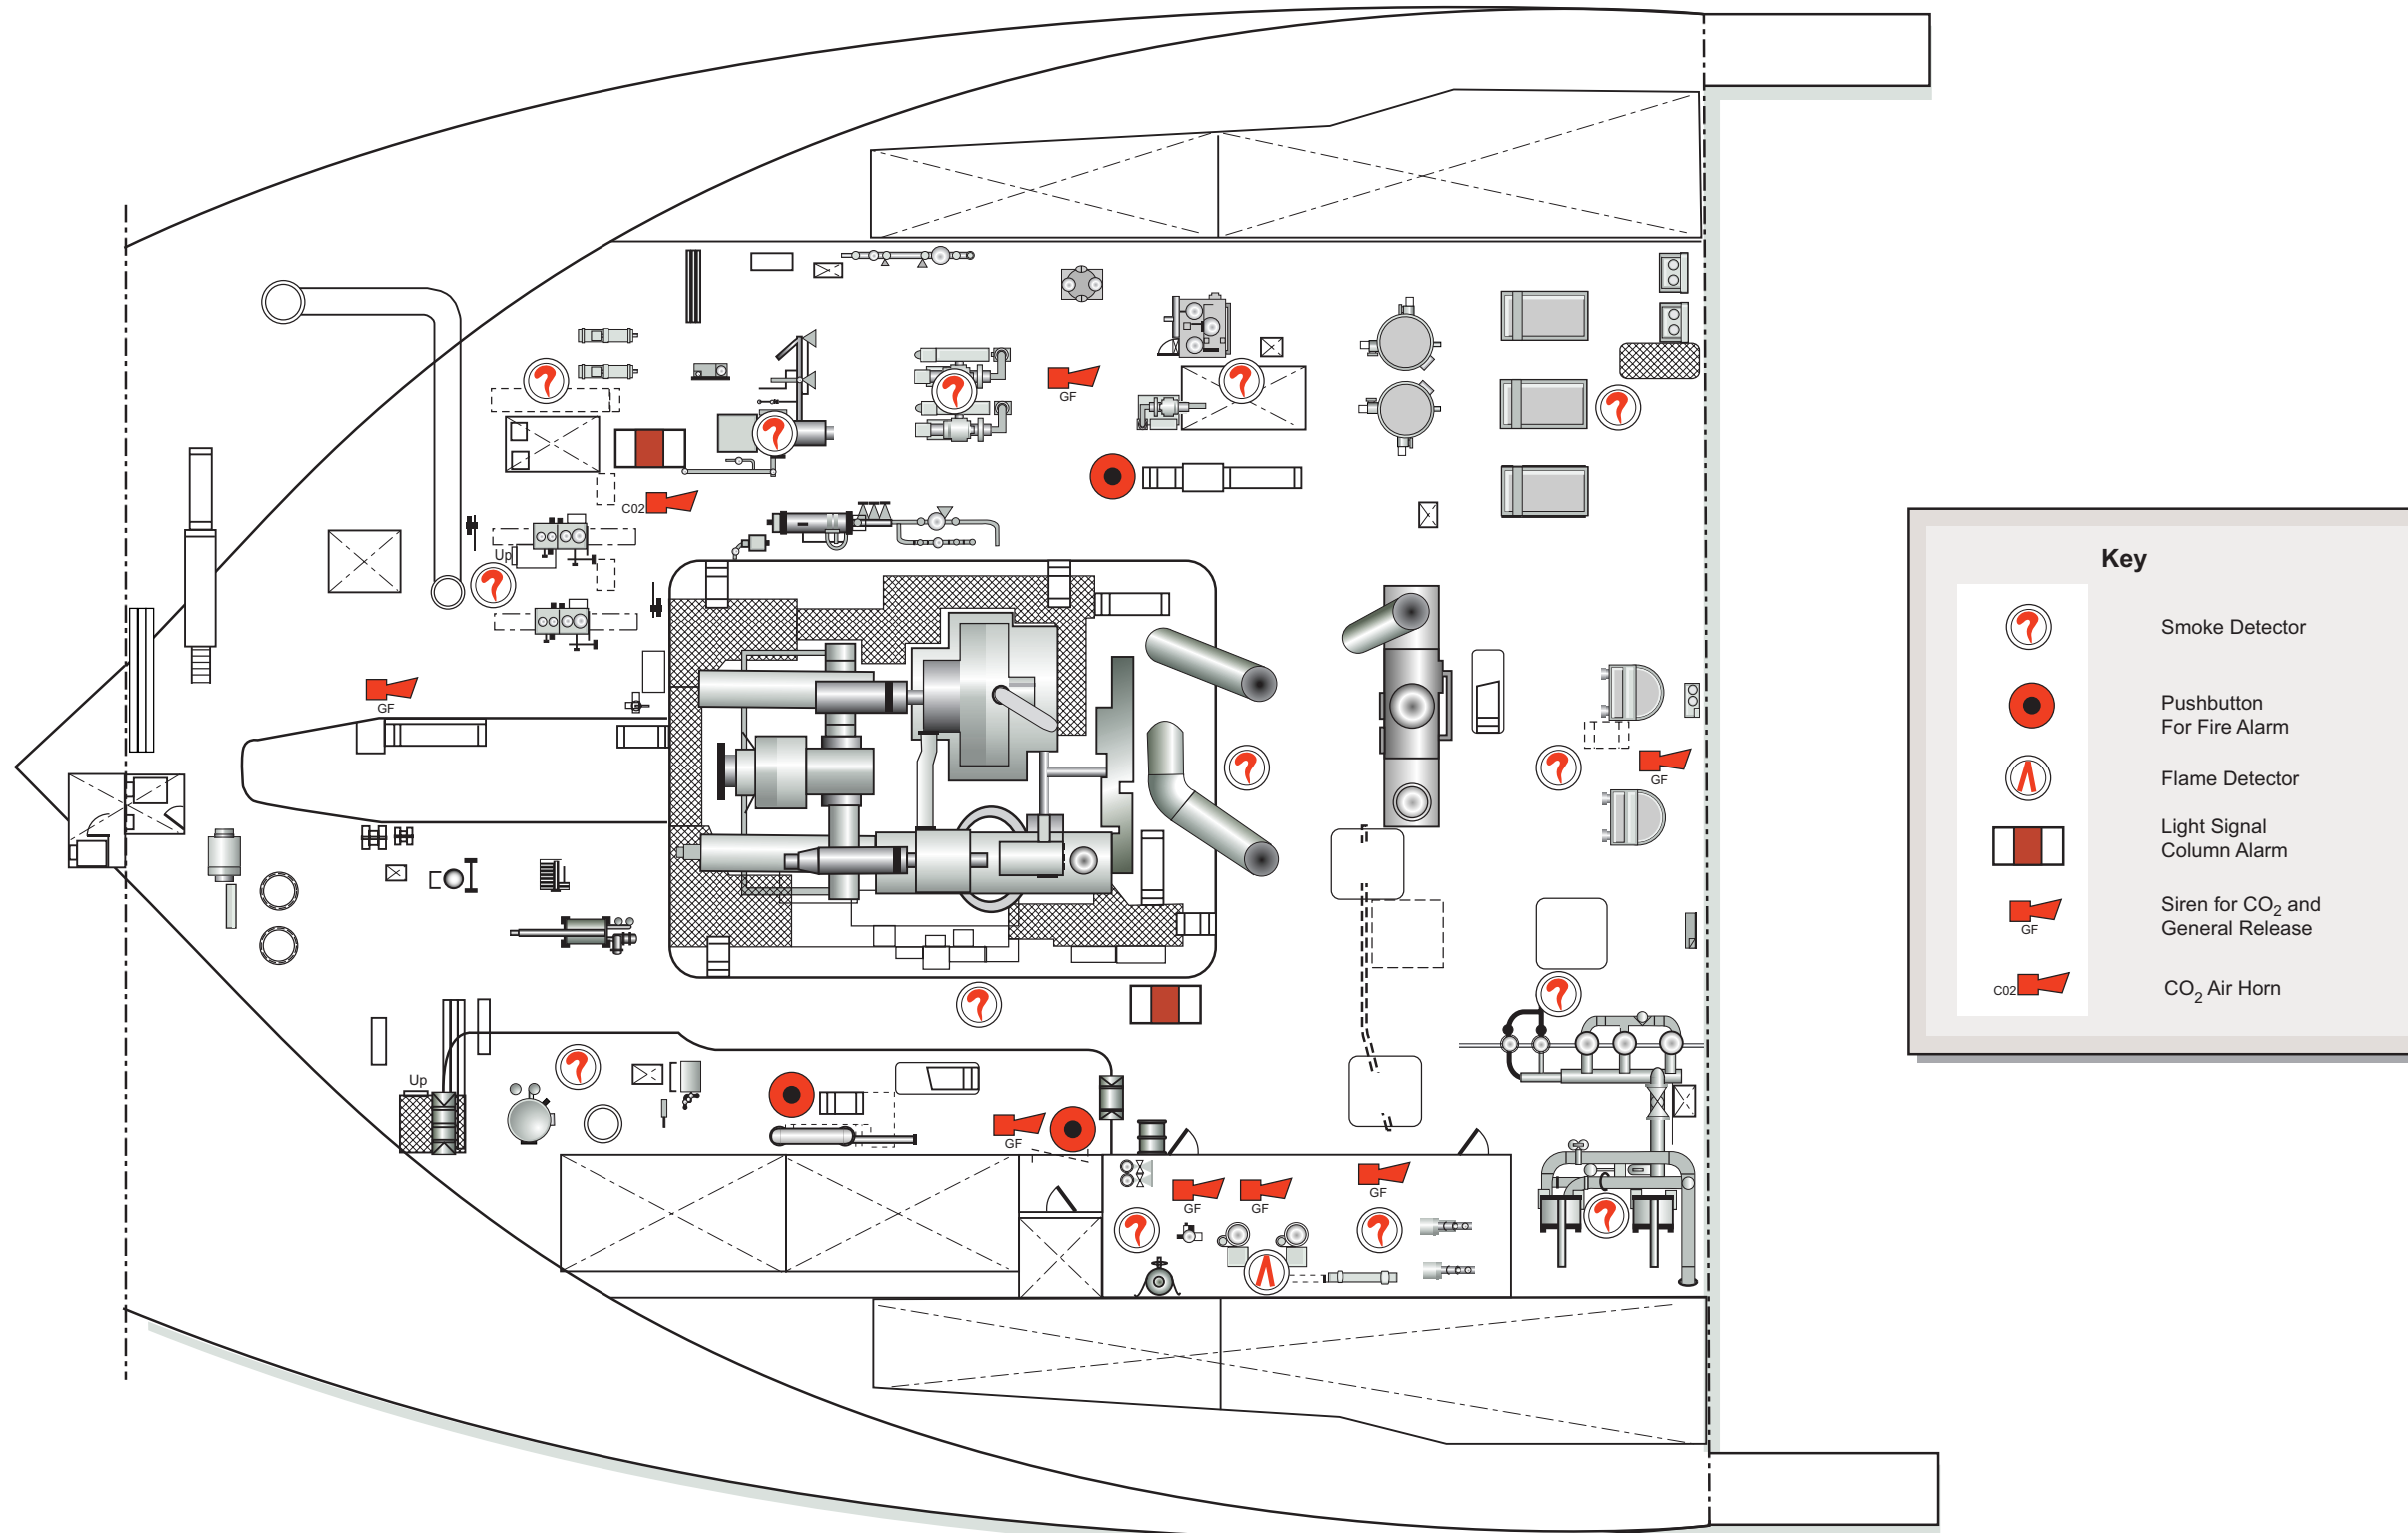 GF
C02
Up
GF
Key
Smoke Detector
Pushbutton
For Fire Alarm
Flame Detector
Light Signal
Column Alarm
Siren for CO2 and
General Release
GF
C02
CO2 Air Horn
GF
Up
GF
GF
GF
GF